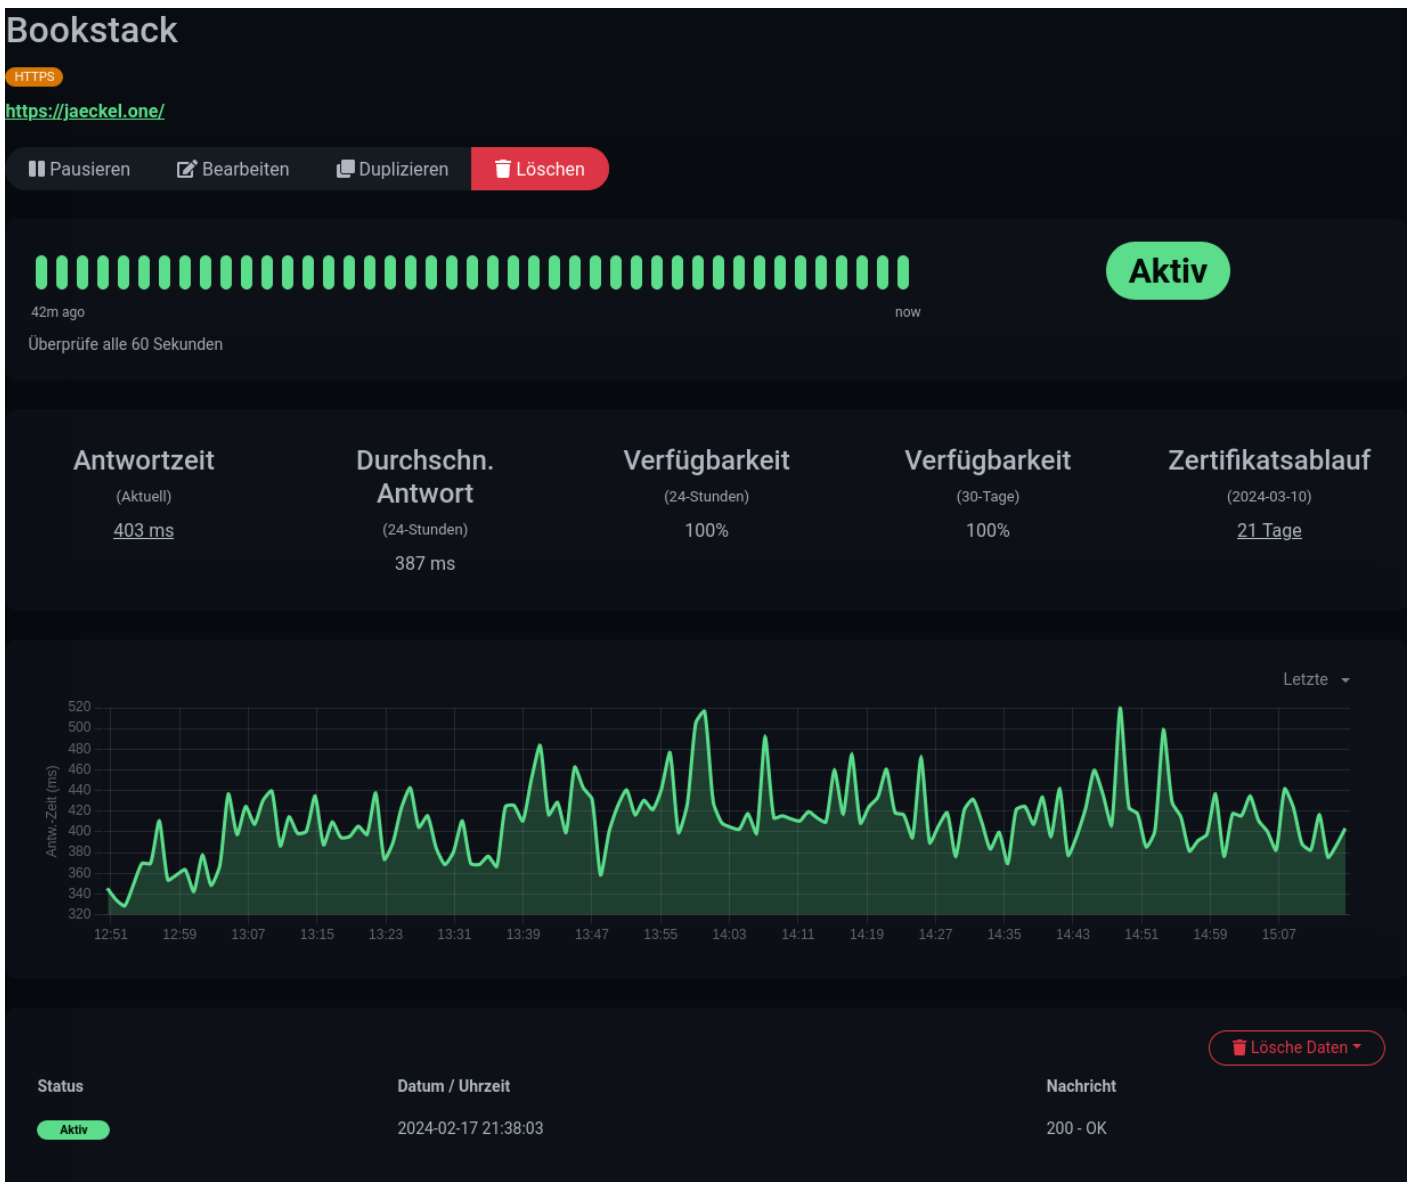 Bookstack
HTTPS
https://jaeckel.one/
Pausieren Bearbeiten Duplizieren Löschen
Aktiv
42m ago now
Überprüfe alle 60 Sekunden
Antwortzeit
(Aktuell)
403 ms
Durchschn.
Antwort
(24-Stunden)
387 ms
Verfügbarkeit
(24-Stunden)
100%
Verfügbarkeit
(30-Tage)
100%
Zertifikatsablauf
(2024-03-10)
21 Tage
Letzte
Antw.-Zeit (ms)
520
500
480
460
440
420
400
380
360
340
320
12:51 12:59 13:07 13:15 13:23 13:31 13:39 13:47 13:55 14:03 14:11 14:19 14:27 14:35 14:43 14:51 14:59 15:07
Lösche Daten
Status Datum / Uhrzeit Nachricht
Aktiv 2024-02-17 21:38:03 200 - OK